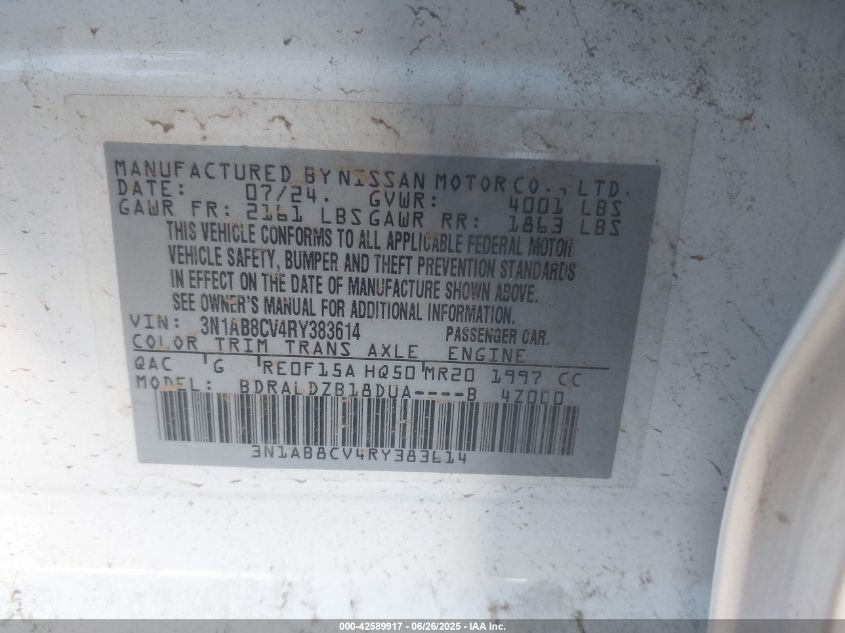 MANUFACTURED BY NISSAN MOTOR CO., LTD.
DATE: 07/24. GVWR: 4001 LBS
GAWR FR: 2161 LBS GAWR RR: 1863 LBS
THIS VEHICLE CONFORMS TO ALL APPLICABLE FEDERAL MOTOR
VEHICLE SAFETY, BUMPER AND THEFT PREVENTION STANDARDS
IN EFFECT ON THE DATE OF MANUFACTURE SHOWN ABOVE.
SEE OWNER'S MANUAL FOR ADDITIONAL INFORMATION.
VIN: 3N1AB8CV4RY383614 PASSENGER CAR.
COLOR TRIM TRANS AXLE ENGINE
QAC G RE0F15A HQ50 MR20 1997 CC
MODEL: BDRALDZB18DUA----B 4Z000
3N1AB8CV4RY383614
000-42589917 - 06/26/2025 - IAA Inc.